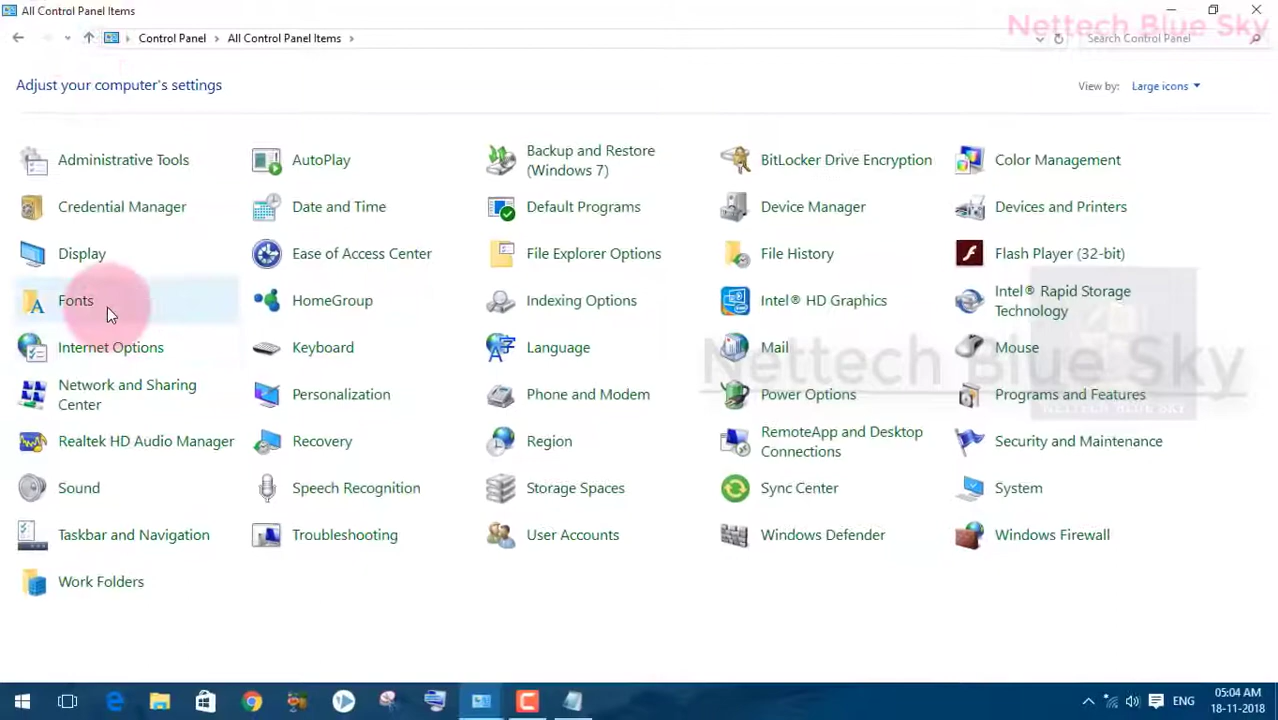 All Control Panel Items
Nettech Blue Sky
Control Panel
All Control Panel Items
Search Control Panel
Adjust your computer's settings
View by:
Large icons
Administrative Tools
AutoPlay
Backup and Restore
(Windows 7)
BitLocker Drive Encryption
Color Management
Credential Manager
Date and Time
Default Programs
Device Manager
Devices and Printers
Display
Ease of Access Center
File Explorer Options
File History
Flash Player (32-bit)
Fonts
HomeGroup
Indexing Options
Intel® HD Graphics
Intel® Rapid Storage
Technology
Internet Options
Keyboard
Language
Mail
Mouse
Nettech Blue Sky
Network and Sharing
Center
Personalization
Phone and Modem
Power Options
Programs and Features
NETTECH BLUE SKY
Realtek HD Audio Manager
Recovery
Region
RemoteApp and Desktop
Connections
Security and Maintenance
Sound
Speech Recognition
Storage Spaces
Sync Center
System
Taskbar and Navigation
Troubleshooting
User Accounts
Windows Defender
Windows Firewall
Work Folders
ENG
05:04 AM
18-11-2018